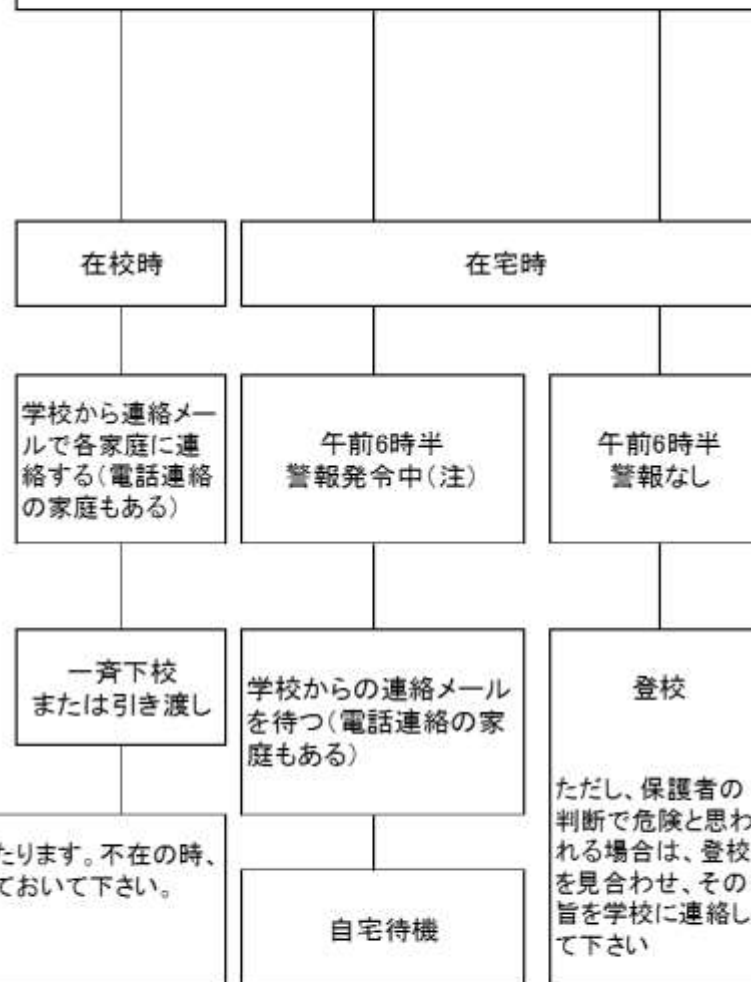 在校時
在宅時
学校から連絡メー
ルで各家庭に連
絡する(電話連絡
の家庭もある)
午前6時半
警報発令中(注)
午前6時半
警報なし
一斉下校
または引き渡し
学校からの連絡メール
を待つ(電話連絡の家
庭もある)
登校
ただし、保護者の
判断で危険と思わ
れる場合は、登校
を見合わせ、その
旨を学校に連絡し
て下さい
たります。不在の時、
ておいて下さい。
自宅待機